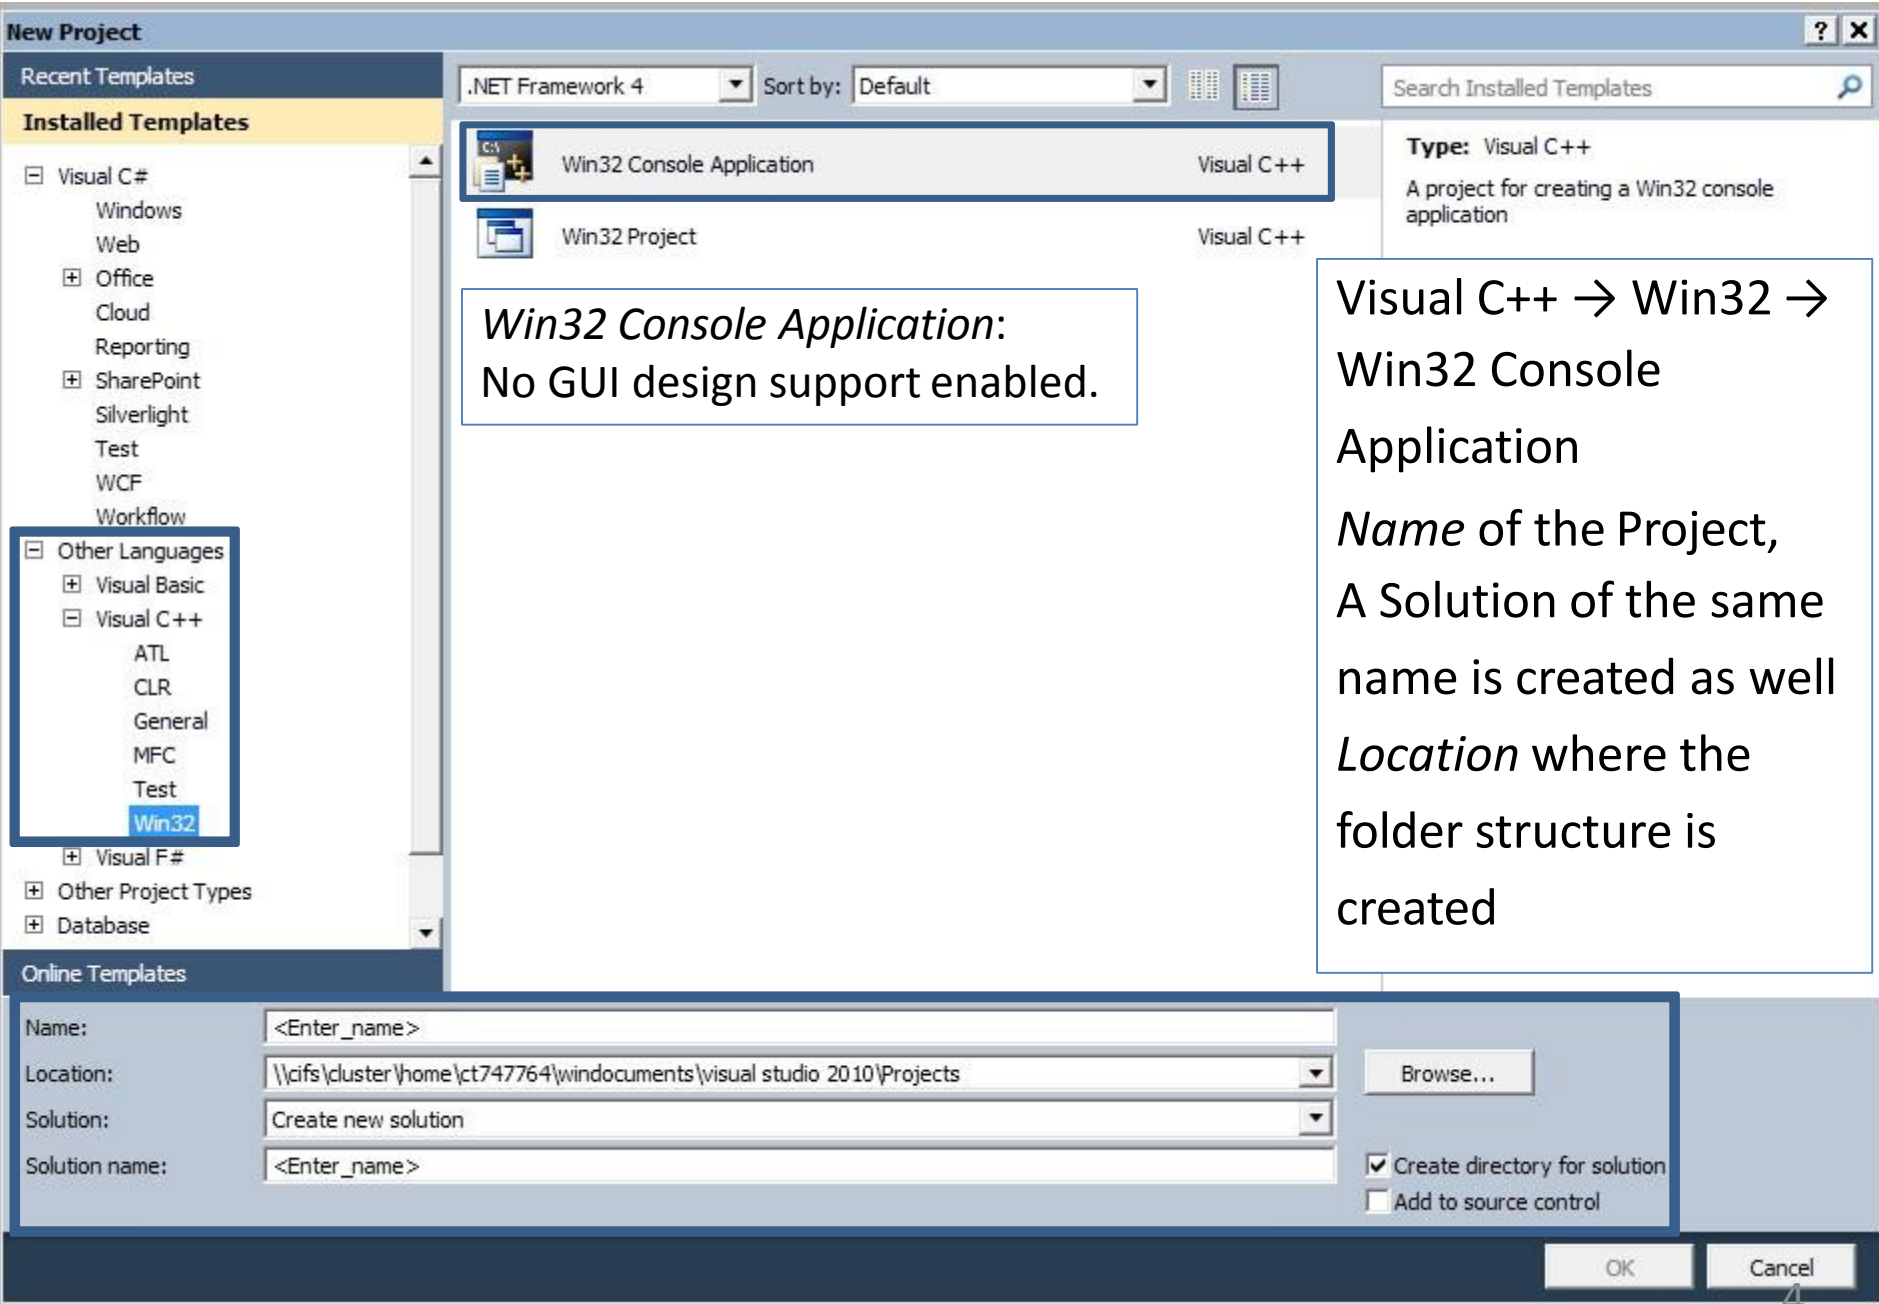 New Project
? X
Recent Templates
Installed Templates
Visual C#
Windows
Web
Office
Cloud
Reporting
SharePoint
Silverlight
Test
WCF
Workflow
Other Languages
Visual Basic
Visual C++
ATL
CLR
General
MFC
Test
Win32
Visual F#
Other Project Types
Database
Online Templates
.NET Framework 4 Sort by: Default
Search Installed Templates
C:\
Win32 Console Application Visual C++
Win32 Project Visual C++
Win32 Console Application:
No GUI design support enabled.
Type: Visual C++
A project for creating a Win32 console
application
Visual C++ → Win32 →
Win32 Console
Application
Name of the Project,
A Solution of the same
name is created as well
Location where the
folder structure is
created
Name: <Enter_name>
Location: \\cifs\cluster\home\ct747764\windocuments\visual studio 2010\Projects Browse...
Solution: Create new solution
Solution name: <Enter_name>
Create directory for solution
Add to source control
OK Cancel
4